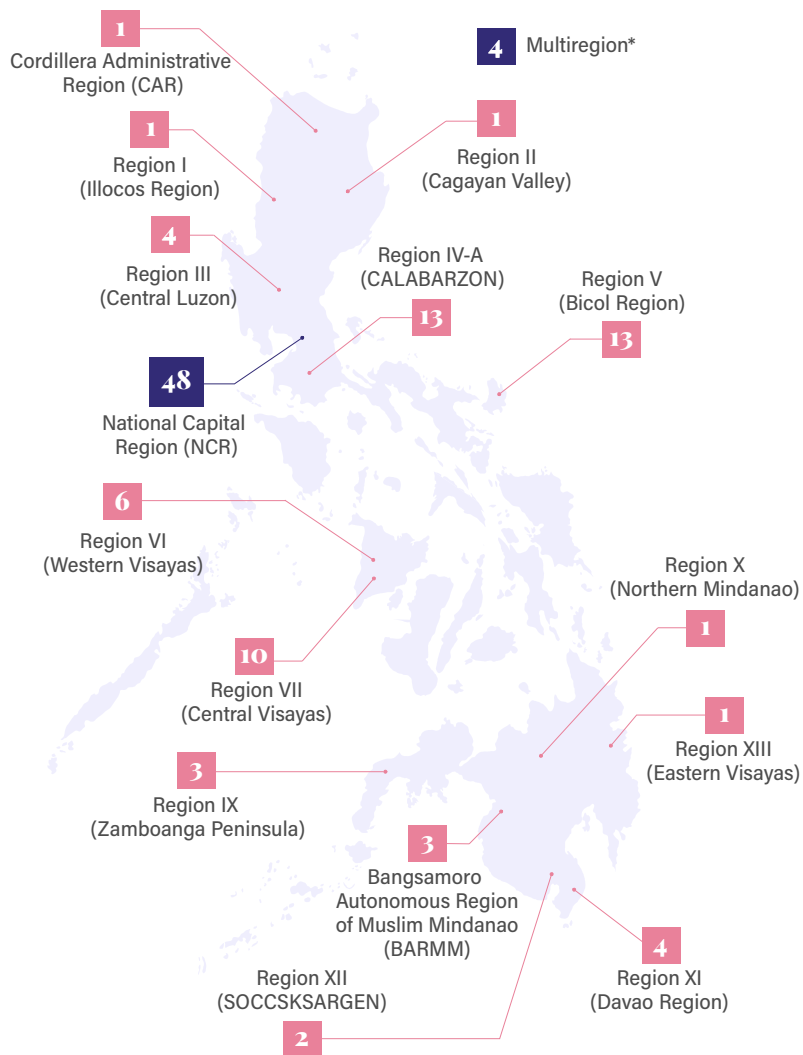 1
Cordillera Administrative
Region (CAR)
4
Multiregion*
1
Region I
(Illocos Region)
1
Region II
(Cagayan Valley)
4
Region III
(Central Luzon)
Region IV-A
(CALABARZON)
13
Region V
(Bicol Region)
13
48
National Capital
Region (NCR)
6
Region VI
(Western Visayas)
Region X
(Northern Mindanao)
1
10
Region VII
(Central Visayas)
1
Region XIII
(Eastern Visayas)
3
Region IX
(Zamboanga Peninsula)
3
Bangsamoro
Autonomous Region
of Muslim Mindanao
(BARMM)
4
Region XI
(Davao Region)
Region XII
(SOCCSKSARGEN)
2